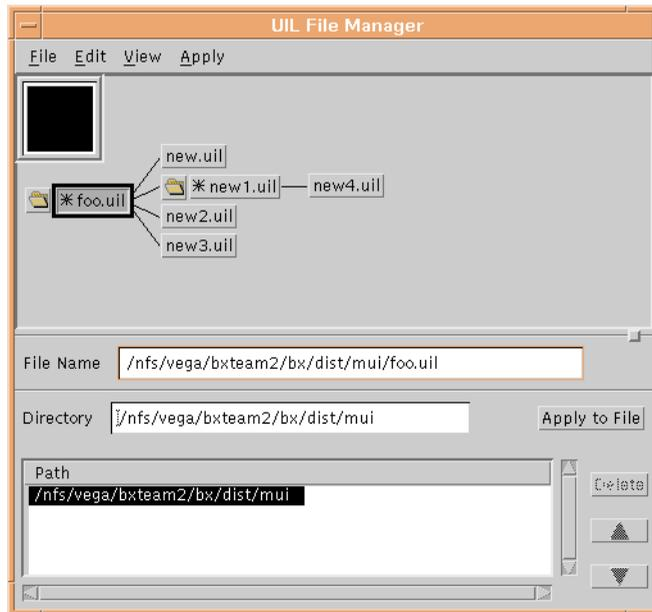 UIL File Manager
File Edit View Apply
new.uil
* foo.uil
* new1.uil
new4.uil
new2.uil
new3.uil
File Name /nfs/vega/bxteam2/bx/dist/mui/foo.uil
Directory /nfs/vega/bxteam2/bx/dist/mui Apply to File
Path
/nfs/vega/bxteam2/bx/dist/mui
Delete